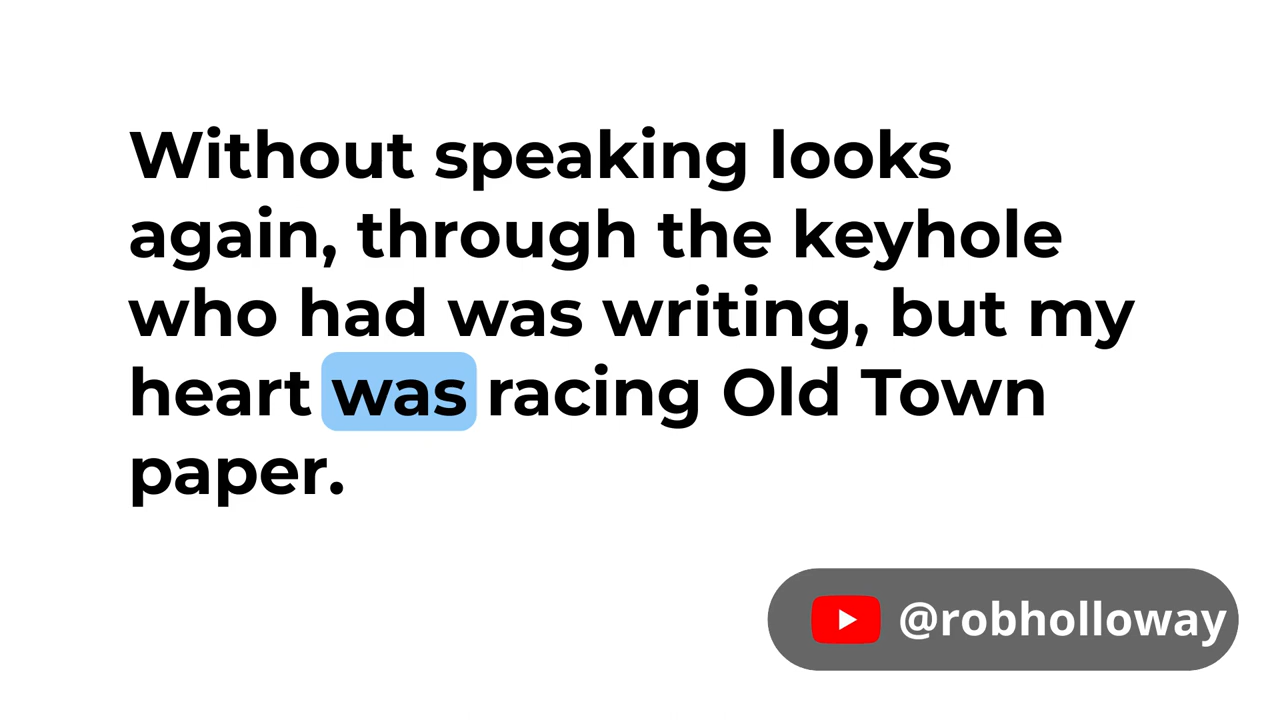 Without speaking looks
again, through the keyhole
who had was writing, but my
heart was racing Old Town
paper.
@robholloway